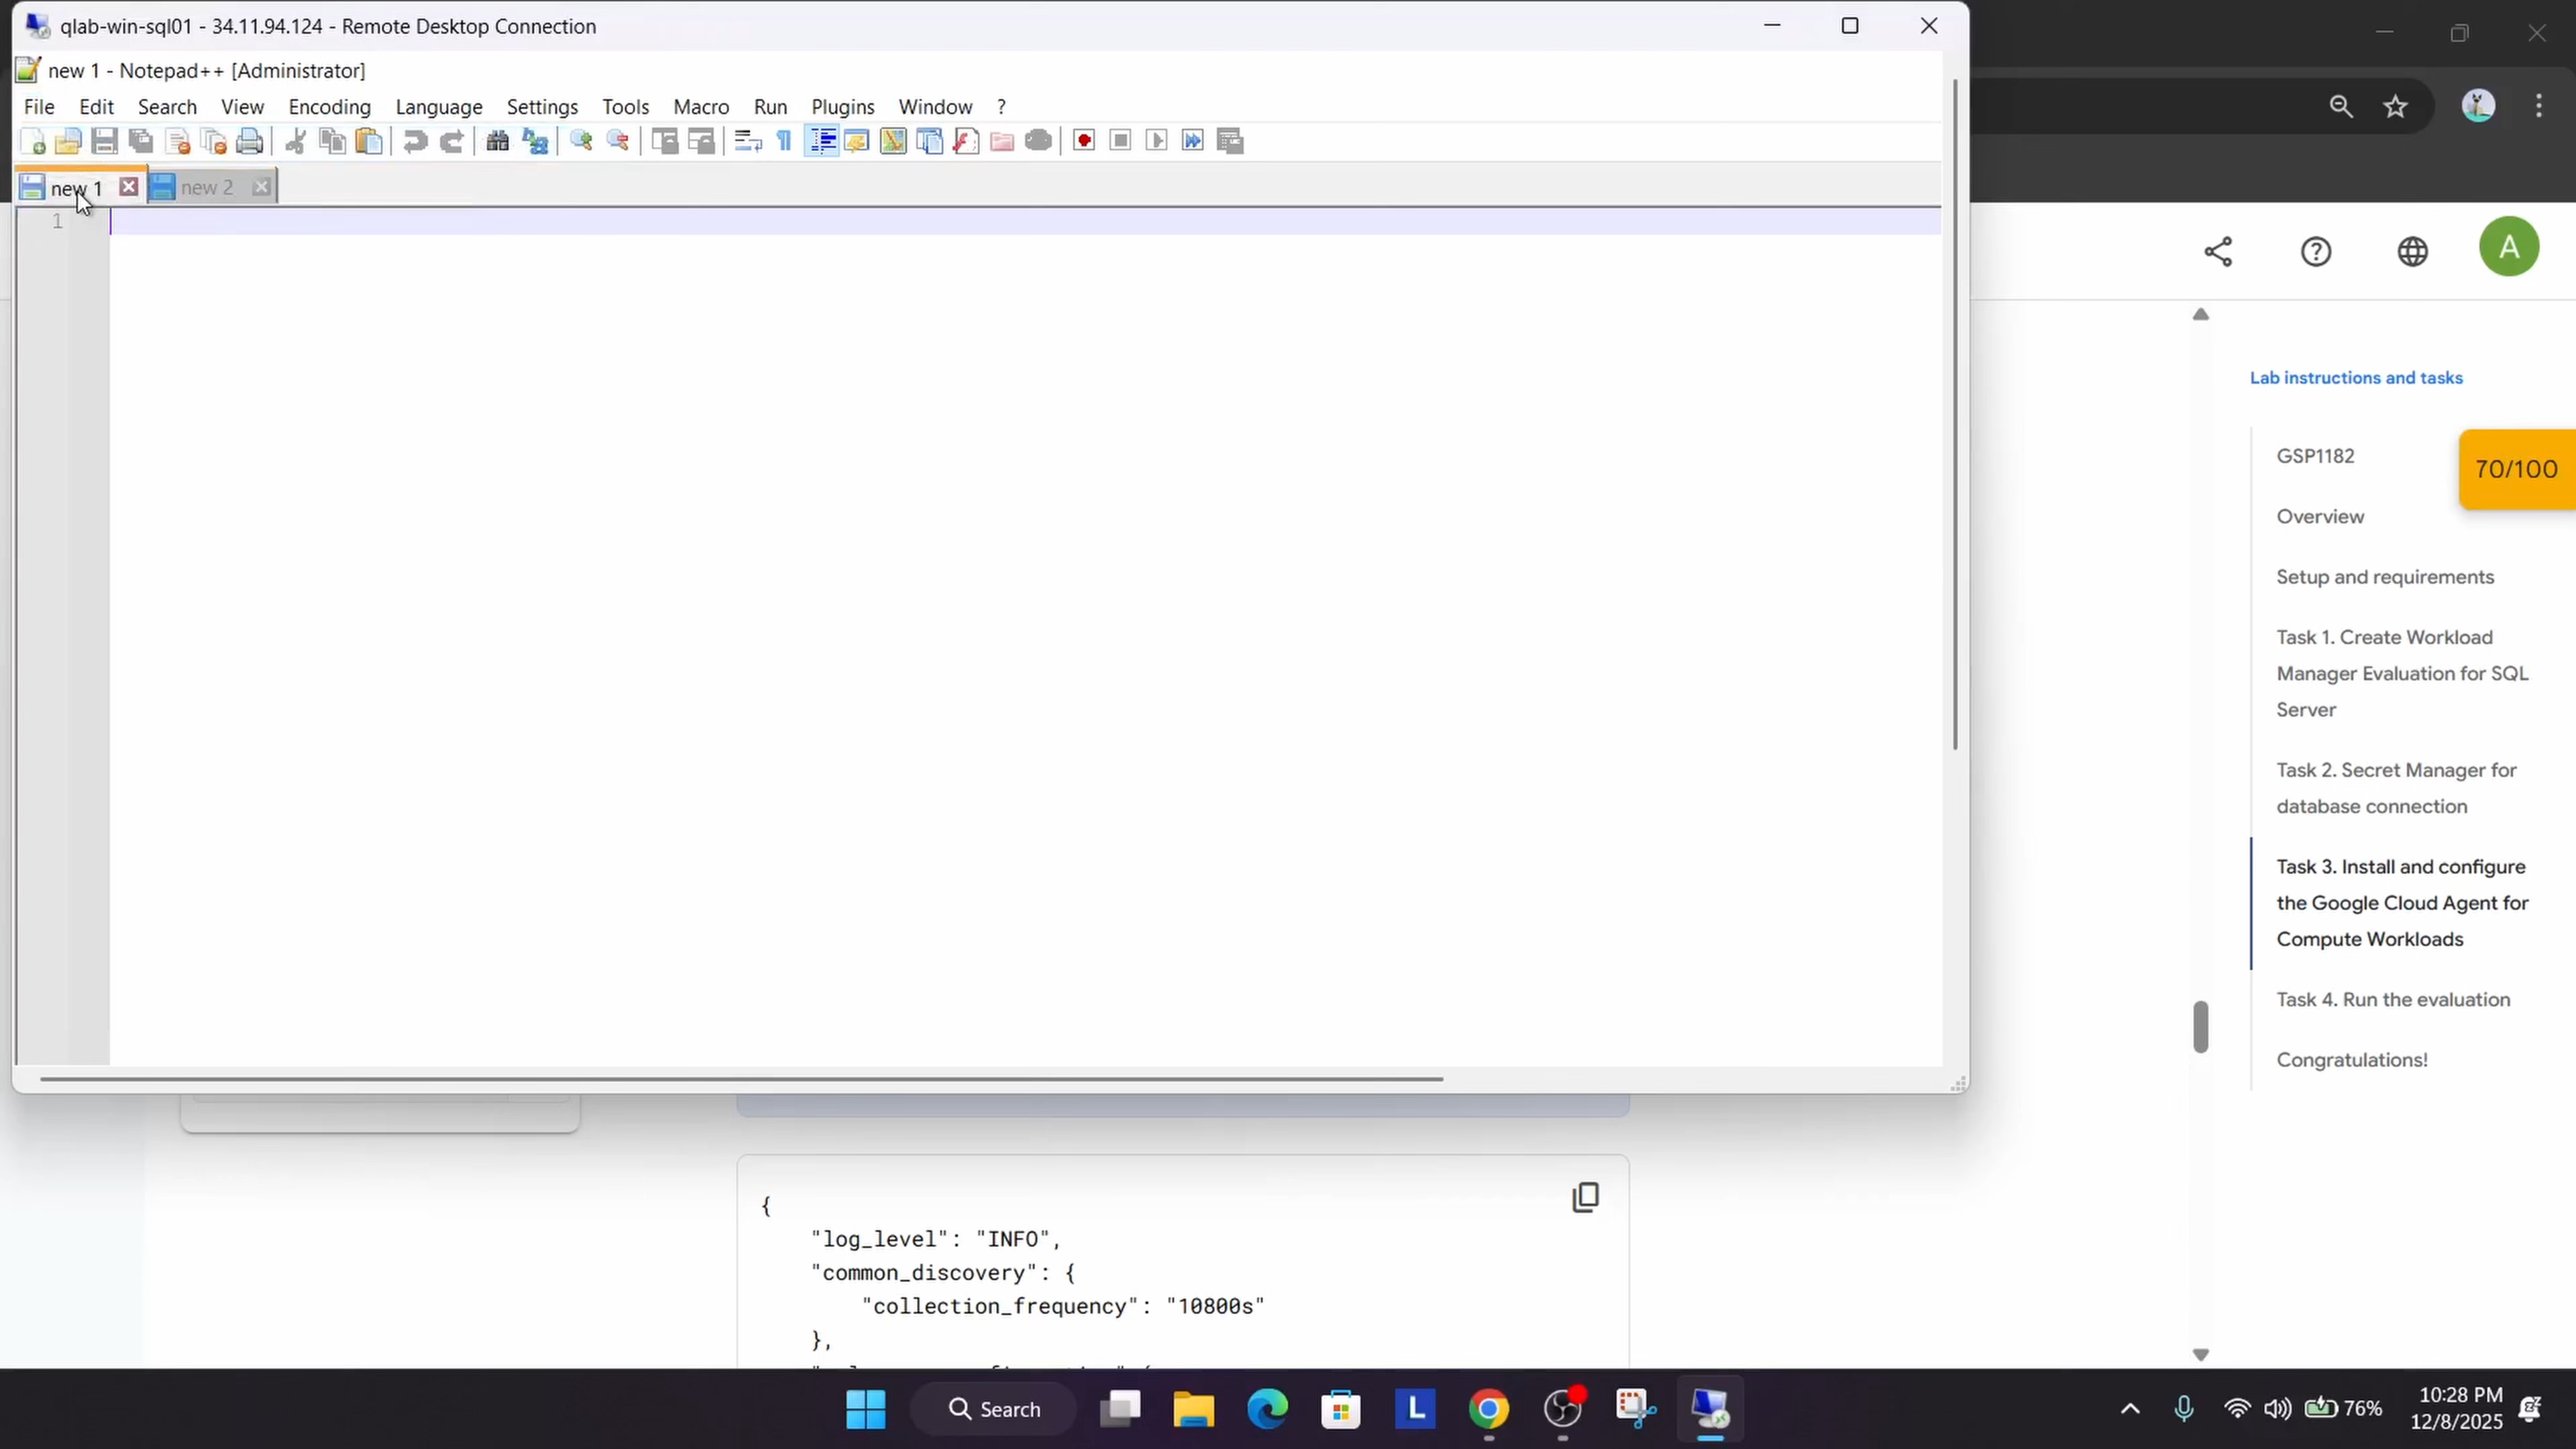 qlab-win-sql01 - 34.11.94.124 - Remote Desktop Connection
new 1 - Notepad++ [Administrator]
File Edit Search View Encoding Language Settings Tools Macro Run Plugins Window ?
new 1 new 2
1
A
Lab instructions and tasks
GSP1182
70/100
Overview
Setup and requirements
Task 1. Create Workload
Manager Evaluation for SQL
Server
Task 2. Secret Manager for
database connection
Task 3. Install and configure
the Google Cloud Agent for
Compute Workloads
Task 4. Run the evaluation
Congratulations!
{
"log_level": "INFO",
"common_discovery": {
"collection_frequency": "10800s"
},
Search
L
76%
10:28 PM
12/8/2025